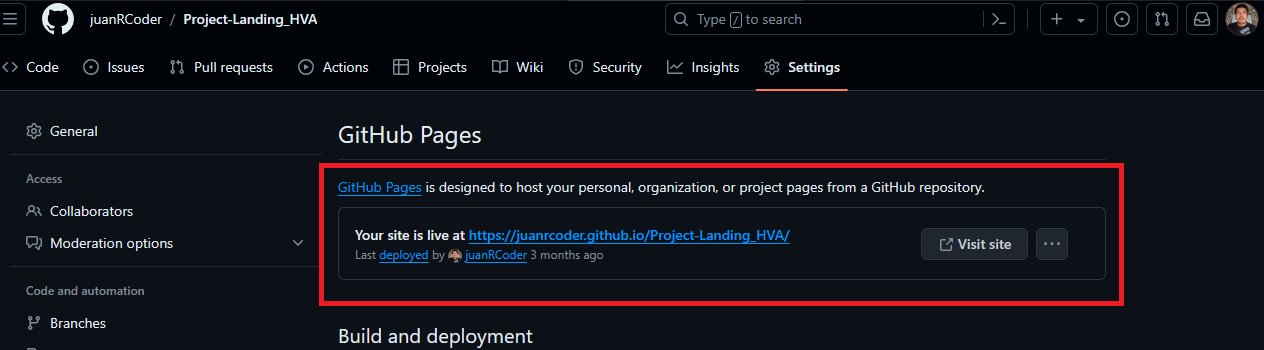 juanRCoder / Project-Landing_HVA
Type / to search
Code Issues Pull requests Actions Projects Wiki Security Insights Settings
General
Access
Collaborators
Moderation options
Code and automation
Branches
GitHub Pages
GitHub Pages is designed to host your personal, organization, or project pages from a GitHub repository.
Your site is live at https://juanrcoder.github.io/Project-Landing_HVA/
Last deployed by juanRCoder 3 months ago
Visit site
Build and deployment